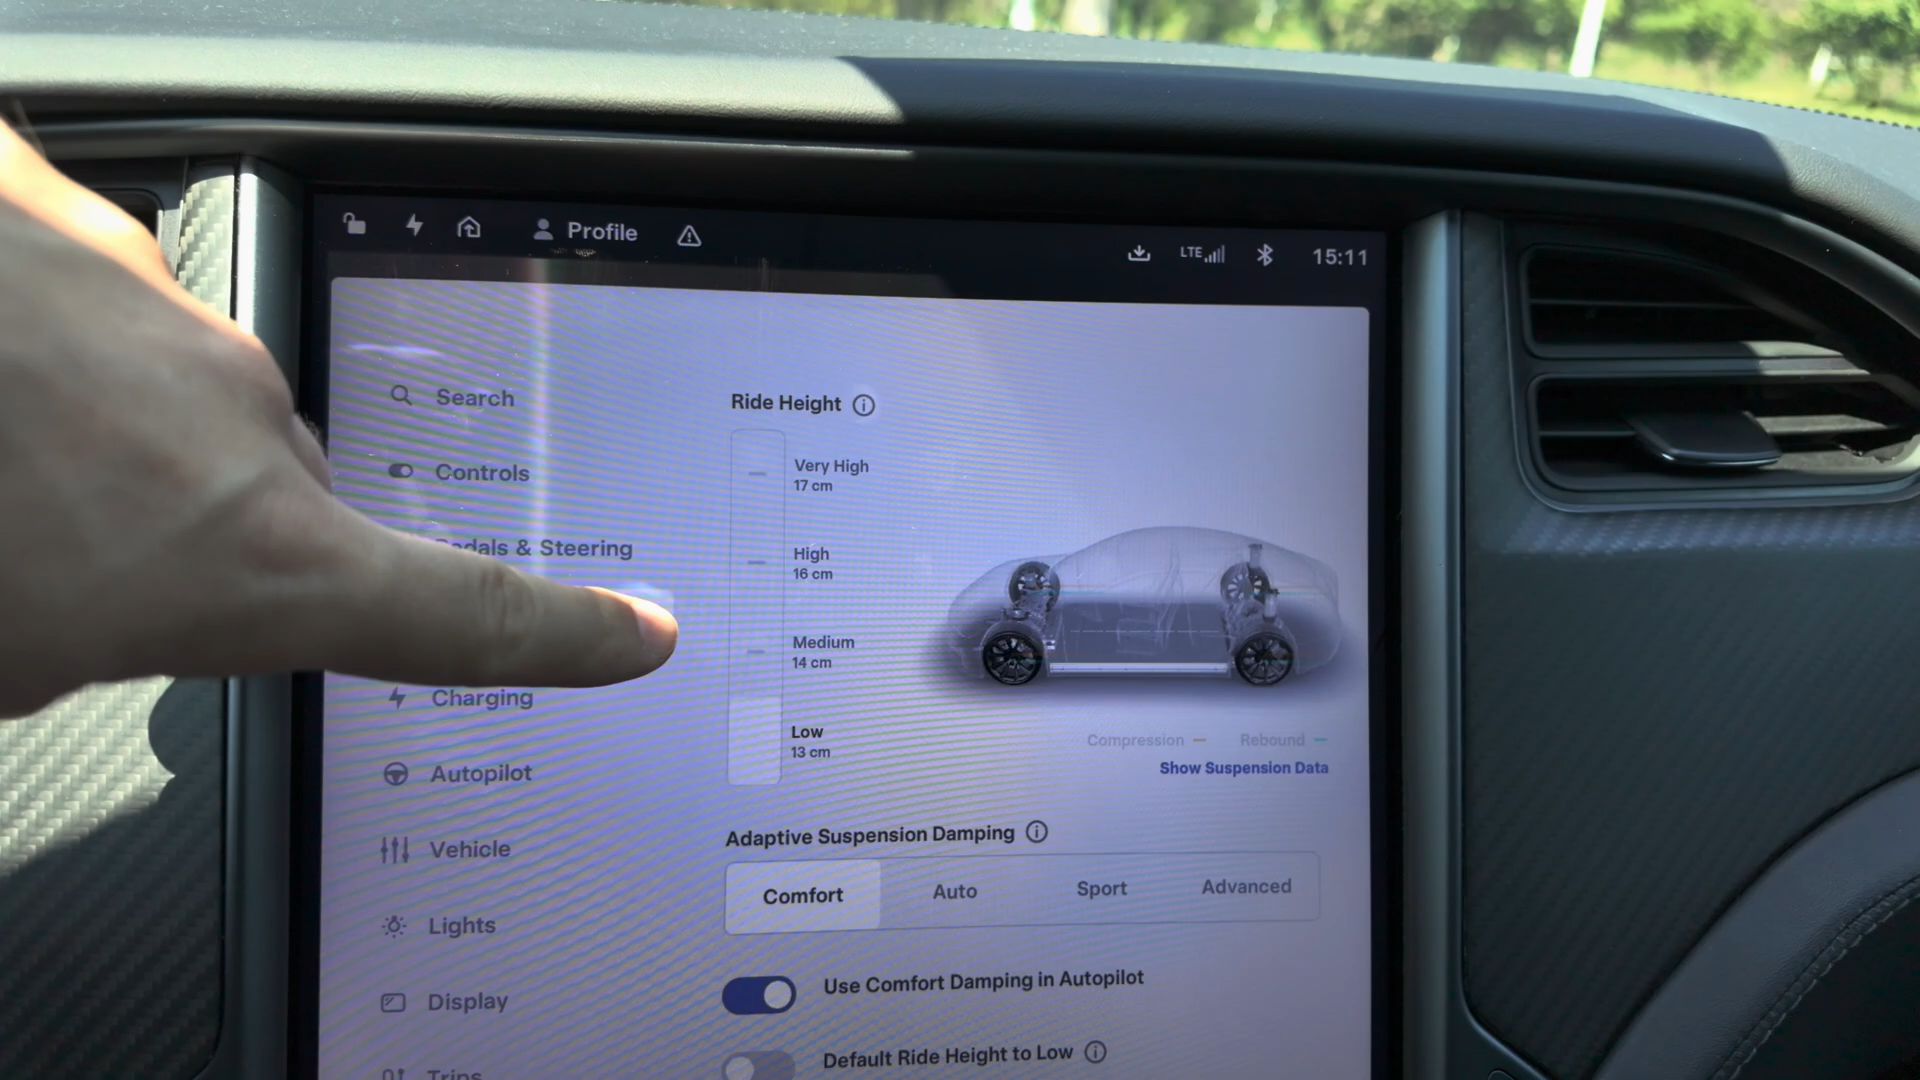 Profile
LTE
15:11
Search
Controls
Pedals & Steering
Charging
Autopilot
Vehicle
Lights
Display
Trips
Ride Height
Very High
17 cm
High
16 cm
Medium
14 cm
Low
13 cm
Compression
Rebound
Show Suspension Data
Adaptive Suspension Damping
Comfort
Auto
Sport
Advanced
Use Comfort Damping in Autopilot
Default Ride Height to Low